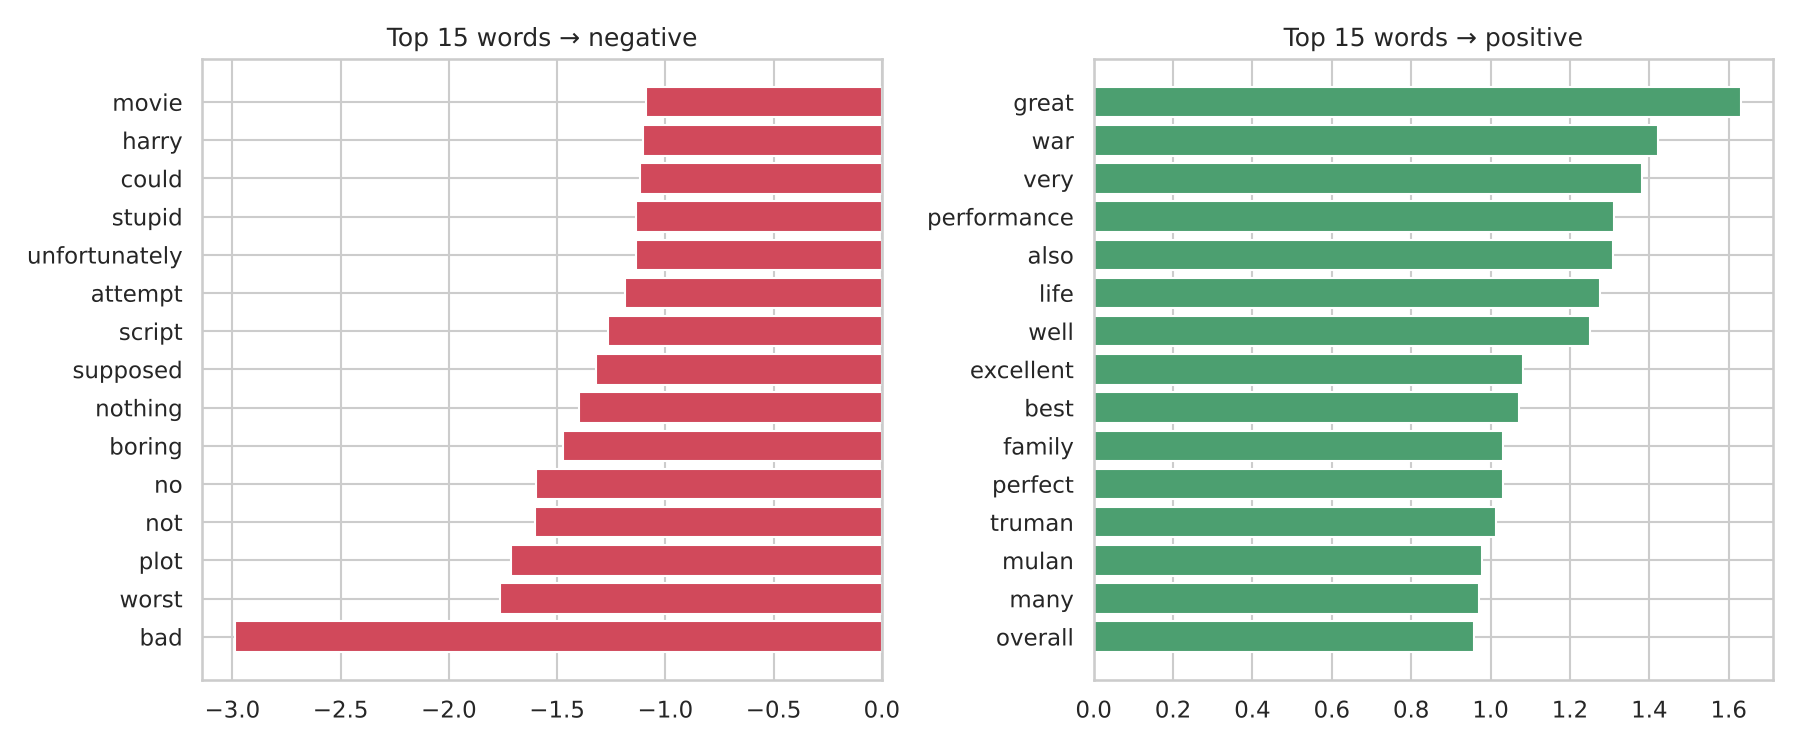 Top 15 words → negative
movie
harry
could
stupid
unfortunately
attempt
script
supposed
nothing
boring
no
not
plot
worst
bad
−3.0 −2.5 −2.0 −1.5 −1.0 −0.5 0.0
Top 15 words → positive
great
war
very
performance
also
life
well
excellent
best
family
perfect
truman
mulan
many
overall
0.0 0.2 0.4 0.6 0.8 1.0 1.2 1.4 1.6